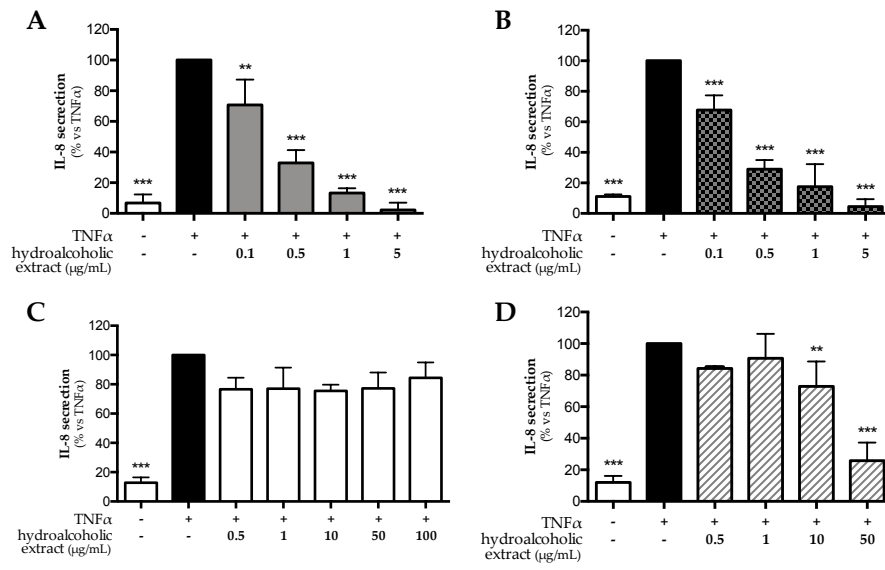 A
IL-8 secrection
(% vs TNFα)
120
100
80
60
40
20
0
***
**
***
***
***
TNFα - + + + + +
hydroalcoholic
extract (µg/mL) - - 0.1 0.5 1 5
B
IL-8 secrection
(% vs TNFα)
120
100
80
60
40
20
0
***
***
***
***
***
TNFα - + + + + +
hydroalcoholic
extract (µg/mL) - - 0.1 0.5 1 5
C
IL-8 secrection
(% vs TNFα)
120
100
80
60
40
20
0
***
TNFα - + + + + + +
hydroalcoholic
extract (µg/mL) - - 0.5 1 10 50 100
D
IL-8 secrection
(% vs TNFα)
120
100
80
60
40
20
0
***
**
***
TNFα - + + + + +
hydroalcoholic
extract (µg/mL) - - 0.5 1 10 50